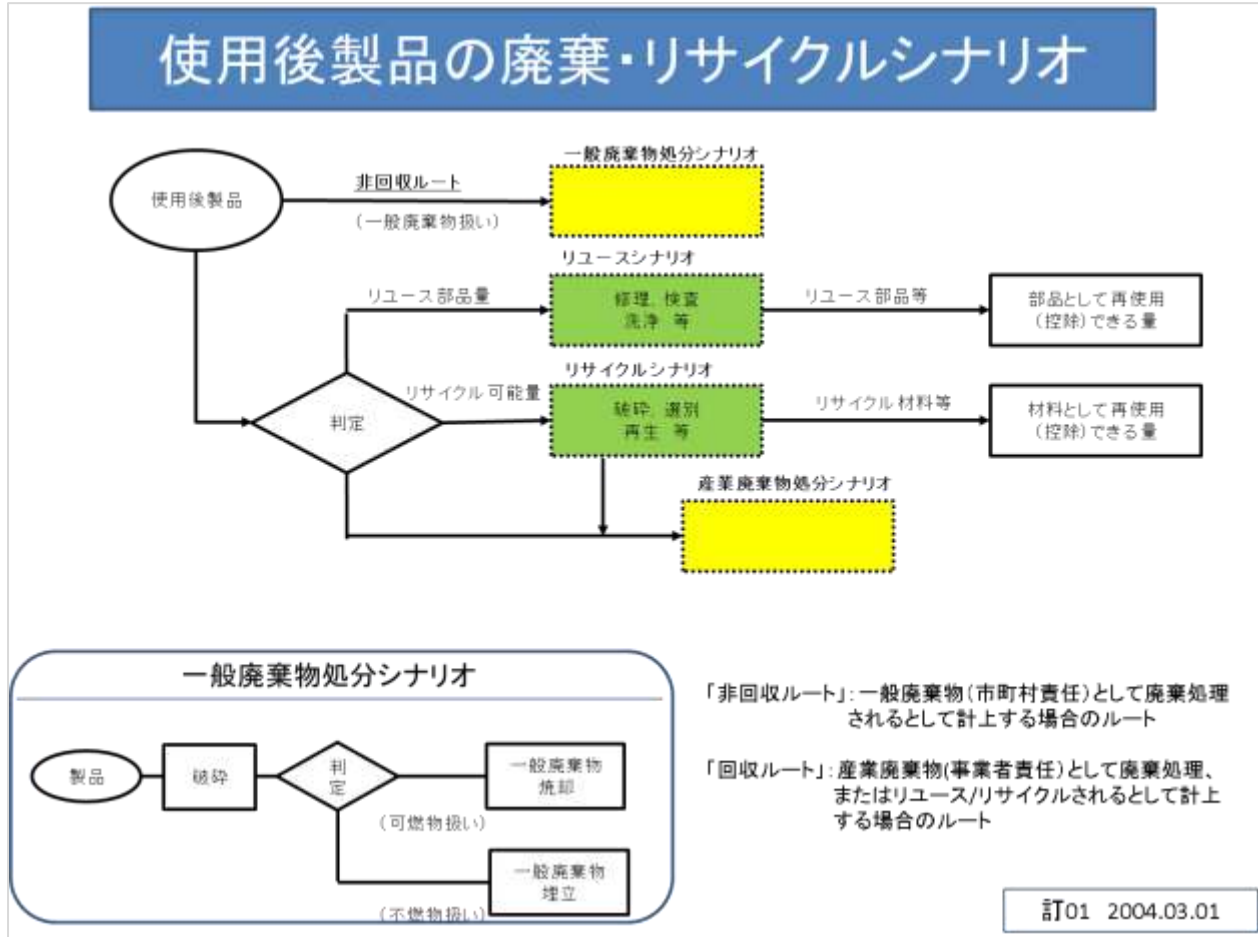 使用後製品の廃棄・リサイクルシナリオ
一般廃棄物処分シナリオ
使用後製品
非回収ルート
(一般廃棄物扱い)
リユースシナリオ
リユース部品量
修理、検査
洗浄 等
リユース部品等
部品として再使用
(控除)できる量
リサイクルシナリオ
判定
リサイクル可能量
破砕、選別
再生 等
リサイクル材料等
材料として再使用
(控除)できる量
産業廃棄物処分シナリオ
一般廃棄物処分シナリオ
製品
破砕
判
定
一般廃棄物
焼却
(可燃物扱い)
一般廃棄物
埋立
(不燃物扱い)
「非回収ルート」:一般廃棄物(市町村責任)として廃棄処理
されるとして計上する場合のルート
「回収ルート」:産業廃棄物(事業者責任)として廃棄処理、
またはリユース/リサイクルされるとして計上
する場合のルート
訂01 2004.03.01